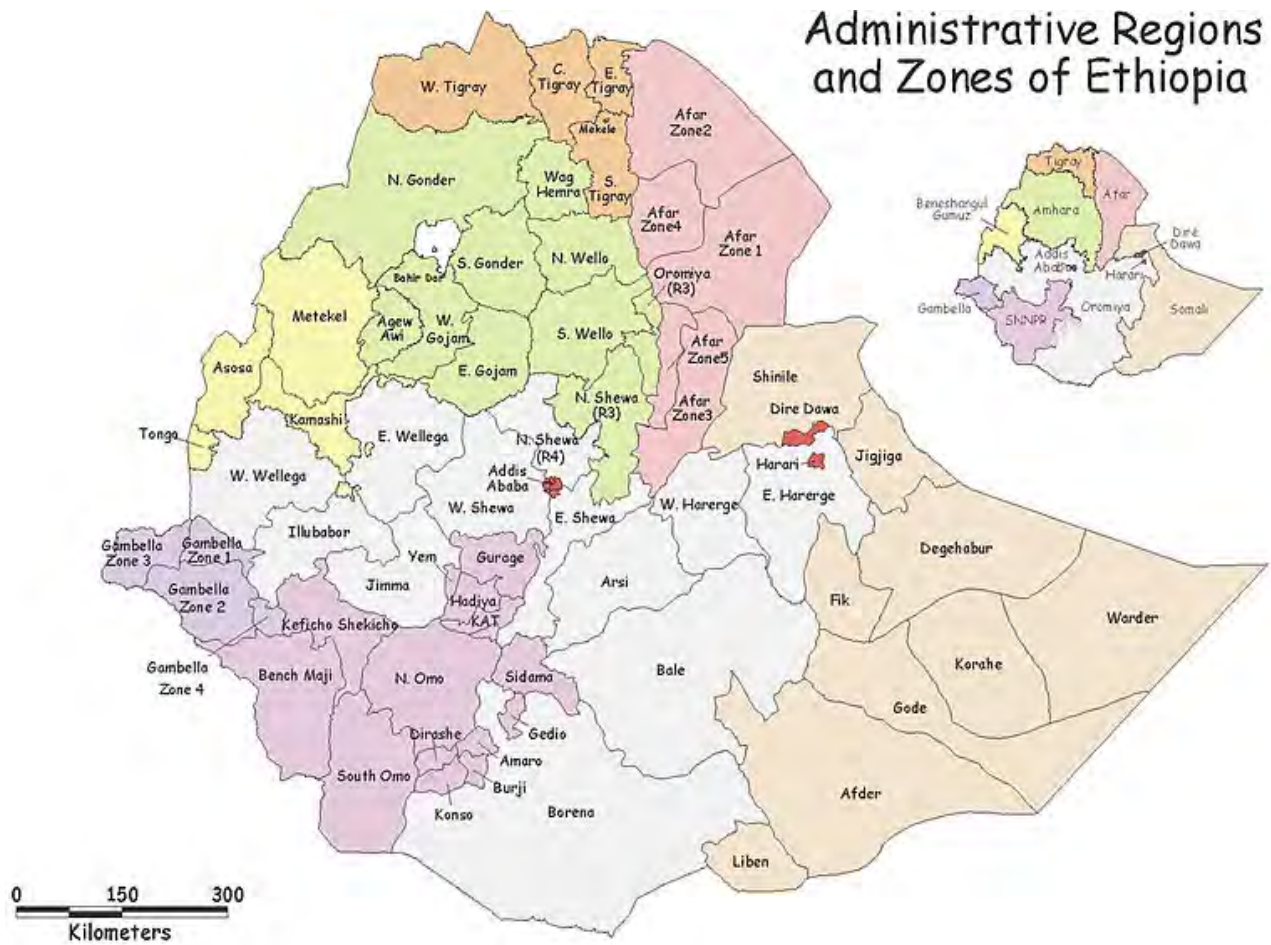 Administrative Regions
and Zones of Ethiopia
W. Tigray
C.
Tigray
E.
Tigray
Mekele
S.
Tigray
Afar
Zone2
N. Gonder
Wag
Hemra
Afar
Zone4
Afar
Zone 1
Bahir Dar
S. Gonder
N. Wello
Oromiya
(R3)
Metekel
Agew
Awi
W.
Gojam
S. Wello
E. Gojam
Afar
Zone5
Asosa
Shinile
N. Shewa
(R3)
Afar
Zone3
Dire Dawa
Kamashi
Tongo
E. Wellega
N. Shewa
(R4)
Harari
Jigjiga
W. Wellega
Addis
Ababa
W. Shewa
E. Shewa
W. Harerge
E. Harerge
Illubabor
Gambella
Zone 3
Gambella
Zone 1
Yem
Gurage
Degehabur
Gambella
Zone 2
Jimma
Hadiya
KAT
Arsi
Fik
Warder
Keficho Shekicho
Gambella
Zone 4
Bench Maji
N. Omo
Sidama
Bale
Korahe
Gode
Dirashe
Gedio
Amaro
South Omo
Burji
Konso
Borena
Afder
Liben
Tigray
Beneshangul
Gumuz
Amhara
Afar
Dire
Dawa
Addis
Ababa
Harari
Gambella
SNNPR
Oromiya
Somali
0 150 300
Kilometers